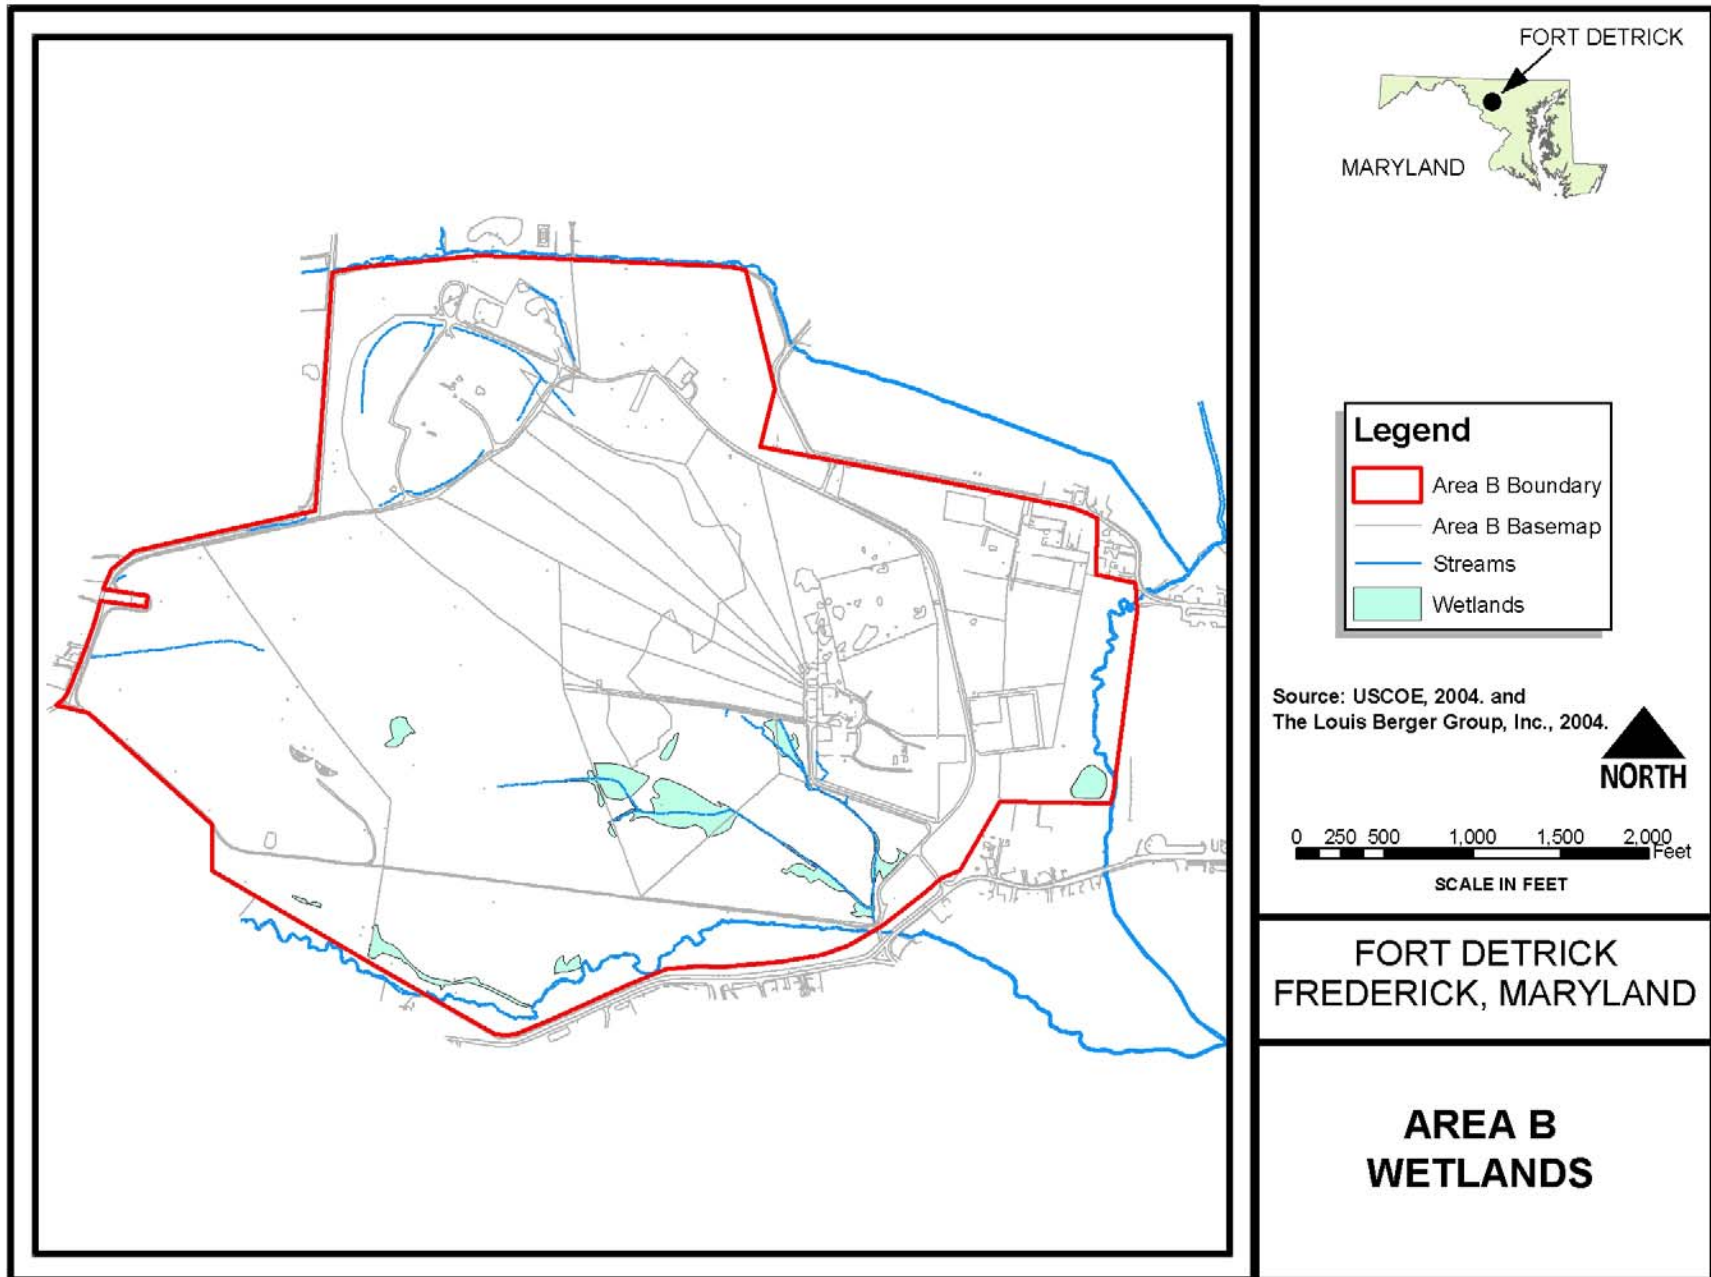 FORT DETRICK
MARYLAND
Legend
Area B Boundary
Area B Basemap
Streams
Wetlands
Source: USCOE, 2004. and
The Louis Berger Group, Inc., 2004.
NORTH
0 250 500 1,000 1,500 2,000
Feet
SCALE IN FEET
FORT DETRICK
FREDERICK, MARYLAND
AREA B
WETLANDS